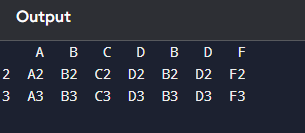 Output
A B C D B D F
2 A2 B2 C2 D2 B2 D2 F2
3 A3 B3 C3 D3 B3 D3 F3